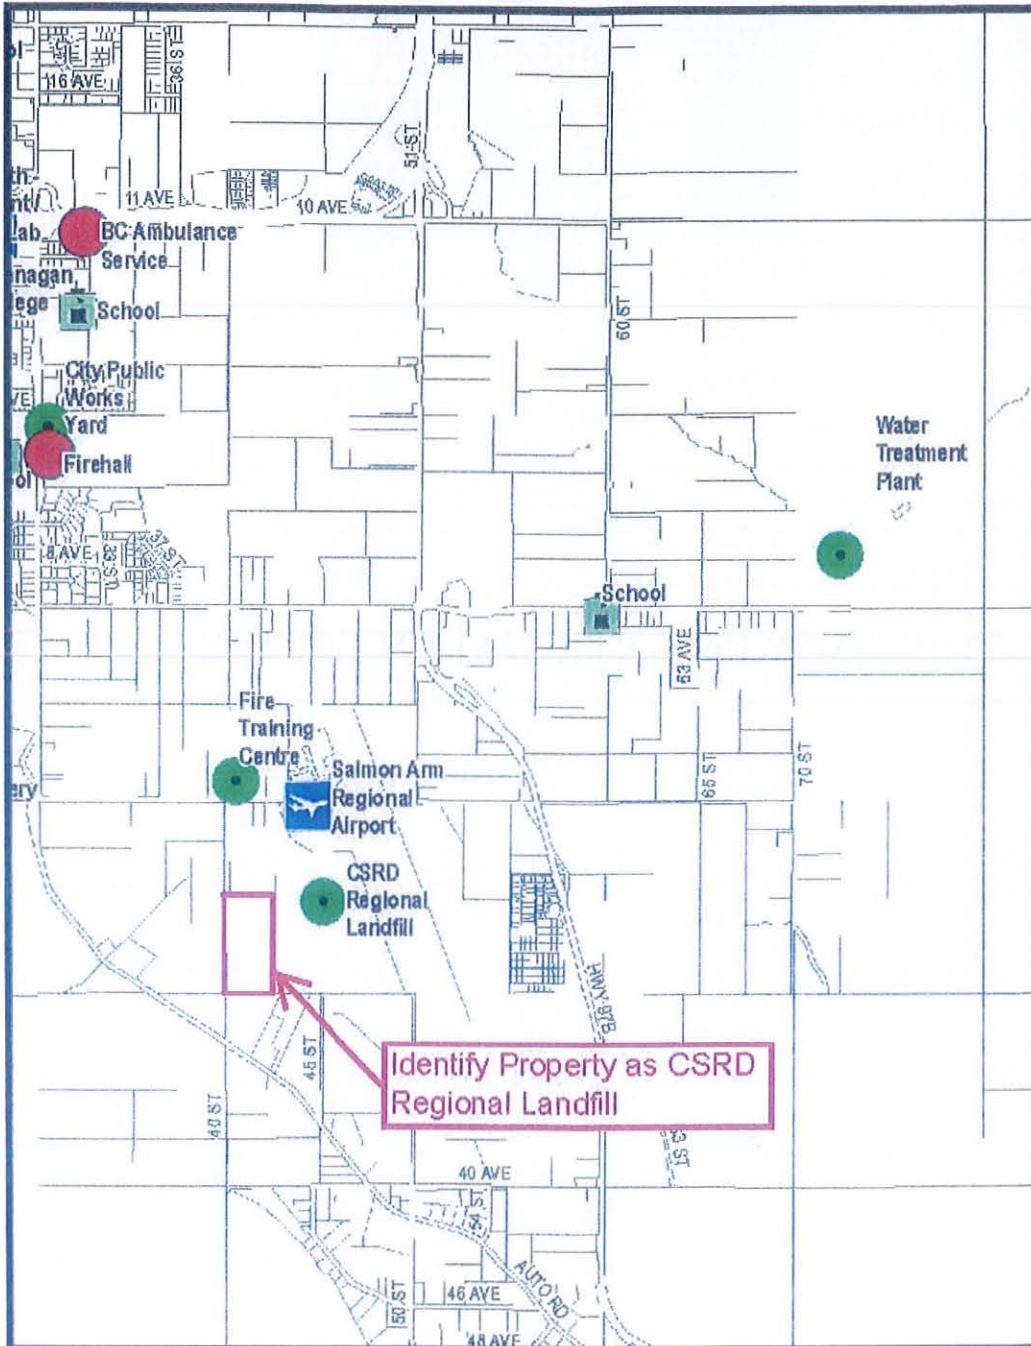 16 AVE
36 ST
51 ST
11 AVE
10 AVE
BC Ambulance
Service
School
60 ST
City Public
Works
Yard
Firehall
Water
Treatment
Plant
37 ST
8 AVE
School
63 AVE
Fire
Training
Centre
Salmon Arm
Regional
Airport
65 ST
70 ST
CSRD
Regional
Landfill
HWY 97B
45 ST
40 ST
Identify Property as CSRD
Regional Landfill
40 AVE
54 ST
AUTO RD
46 AVE
50 ST
48 AVE